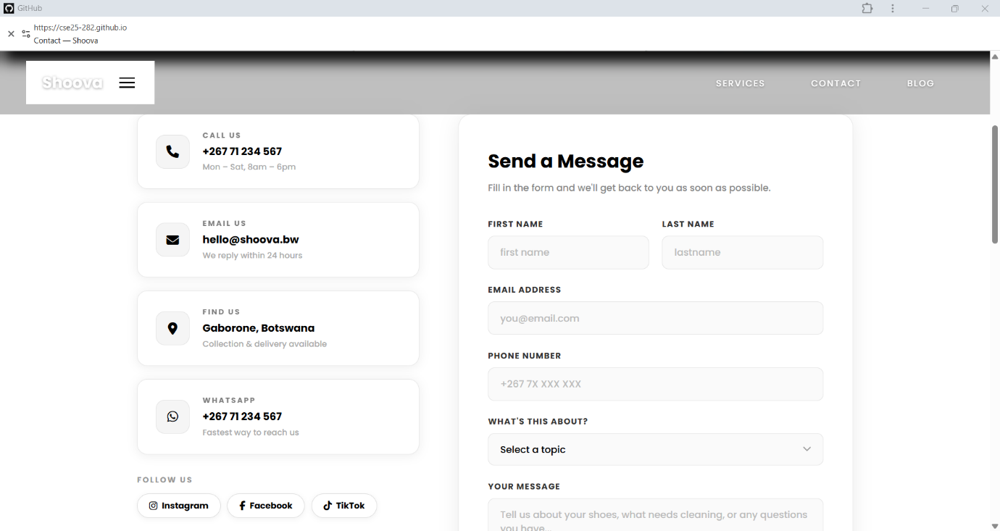 GitHub
https://cse25-282.github.io
Contact — Shoova
Shoova
SERVICES
CONTACT
BLOG
CALL US
+267 71 234 567
Mon – Sat, 8am – 6pm
EMAIL US
hello@shoova.bw
We reply within 24 hours
FIND US
Gaborone, Botswana
Collection & delivery available
WHATSAPP
+267 71 234 567
Fastest way to reach us
FOLLOW US
Instagram
Facebook
TikTok
Send a Message
Fill in the form and we'll get back to you as soon as possible.
FIRST NAME
LAST NAME
first name
lastname
EMAIL ADDRESS
you@email.com
PHONE NUMBER
+267 7X XXX XXX
WHAT'S THIS ABOUT?
Select a topic
YOUR MESSAGE
Tell us about your shoes, what needs cleaning, or any questions
you have...